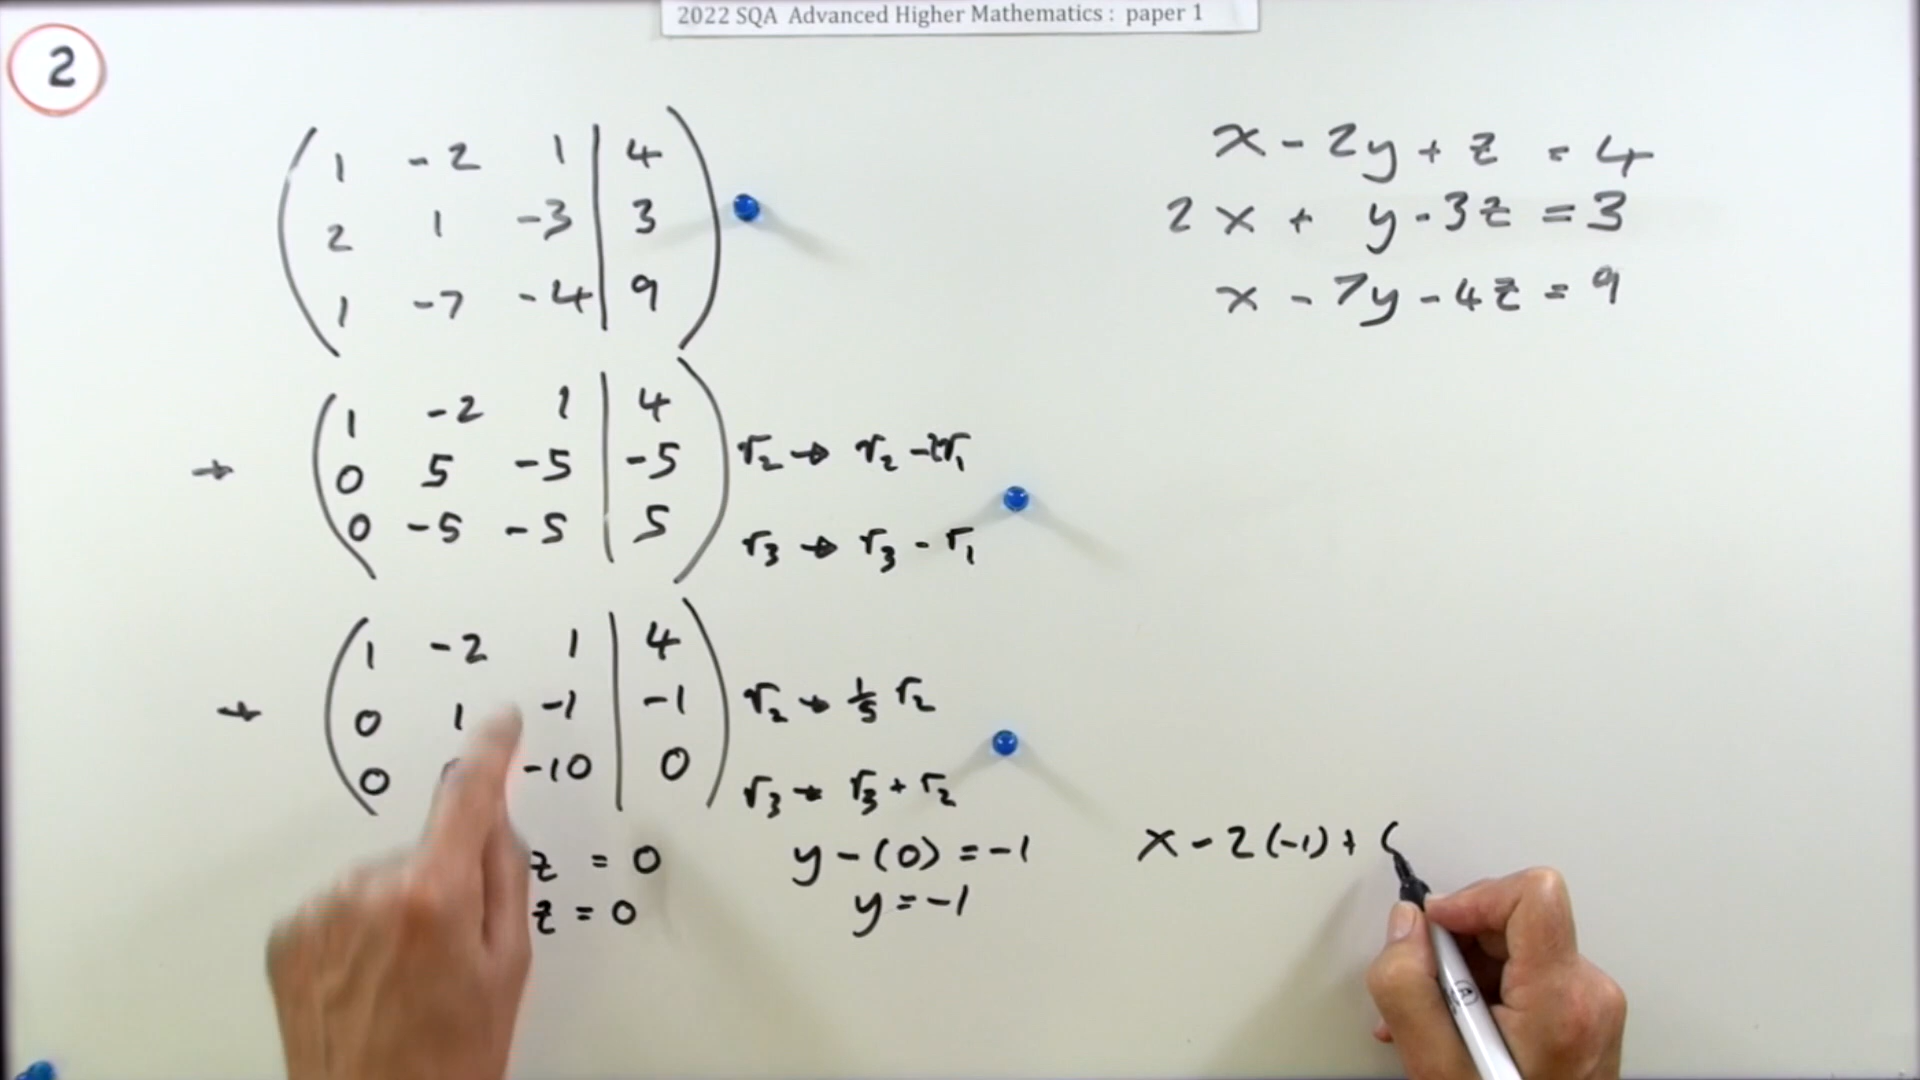 2022 SQA Advanced Higher Mathematics : paper 1
2
1 -2 1 | 4
2 1 -3 | 3
1 -7 -4 | 9
x - 2y + z = 4
2x + y - 3z = 3
x - 7y - 4z = 9
→ 1 -2 1 | 4
0 5 -5 | -5 r₂ → r₂ - 2r₁
0 -5 -5 | 5 r₃ → r₃ - r₁
→ 1 -2 1 | 4
0 1 -1 | -1 r₂ → 1/5 r₂
0 -10 | 0 r₃ → r₃ + r₂
z = 0
z = 0
y - (0) = -1
y = -1
x - 2(-1) + (